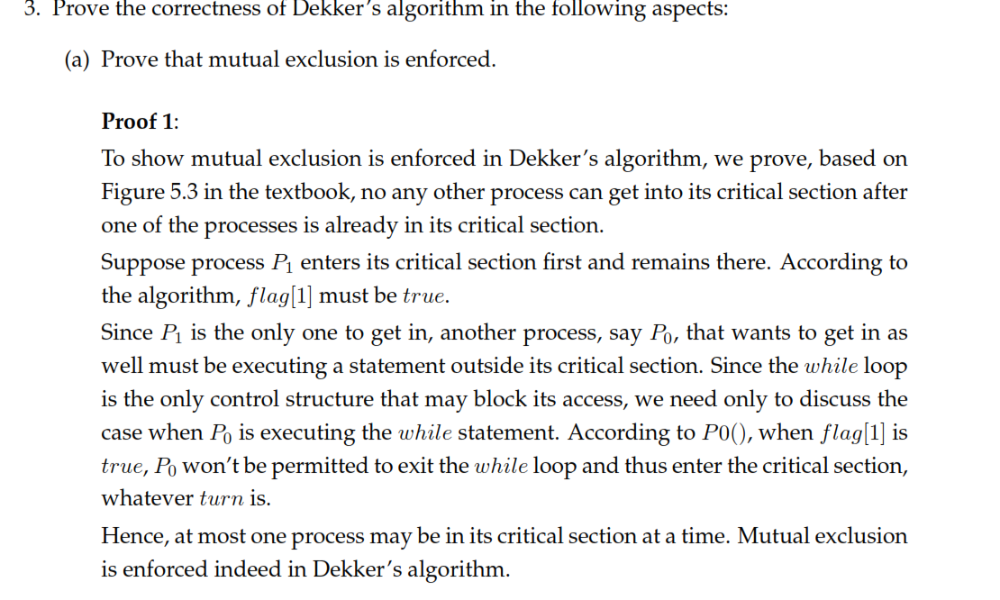 3. Prove the correctness of Dekker's algorithm in the following aspects:
(a) Prove that mutual exclusion is enforced.
Proof 1:
To show mutual exclusion is enforced in Dekker's algorithm, we prove, based on
Figure 5.3 in the textbook, no any other process can get into its critical section after
one of the processes is already in its critical section.
Suppose process P₁ enters its critical section first and remains there. According to
the algorithm, flag[1] must be true.
Since P₁ is the only one to get in, another process, say P₀, that wants to get in as
well must be executing a statement outside its critical section. Since the while loop
is the only control structure that may block its access, we need only to discuss the
case when P₀ is executing the while statement. According to P0(), when flag[1] is
true, P₀ won't be permitted to exit the while loop and thus enter the critical section,
whatever turn is.
Hence, at most one process may be in its critical section at a time. Mutual exclusion
is enforced indeed in Dekker's algorithm.